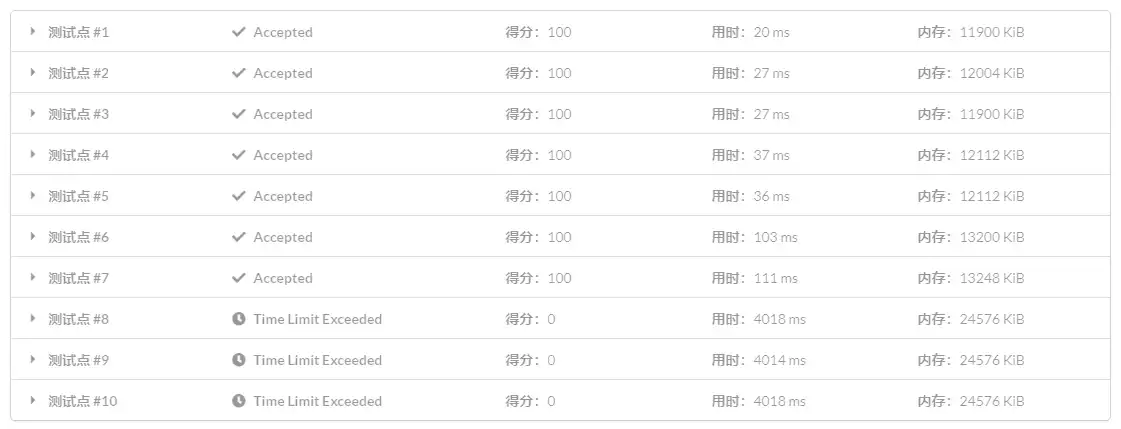 测试点 #1 Accepted 得分：100 用时：20 ms 内存：11900 KiB
测试点 #2 Accepted 得分：100 用时：27 ms 内存：12004 KiB
测试点 #3 Accepted 得分：100 用时：27 ms 内存：11900 KiB
测试点 #4 Accepted 得分：100 用时：37 ms 内存：12112 KiB
测试点 #5 Accepted 得分：100 用时：36 ms 内存：12112 KiB
测试点 #6 Accepted 得分：100 用时：103 ms 内存：13200 KiB
测试点 #7 Accepted 得分：100 用时：111 ms 内存：13248 KiB
测试点 #8 Time Limit Exceeded 得分：0 用时：4018 ms 内存：24576 KiB
测试点 #9 Time Limit Exceeded 得分：0 用时：4014 ms 内存：24576 KiB
测试点 #10 Time Limit Exceeded 得分：0 用时：4018 ms 内存：24576 KiB